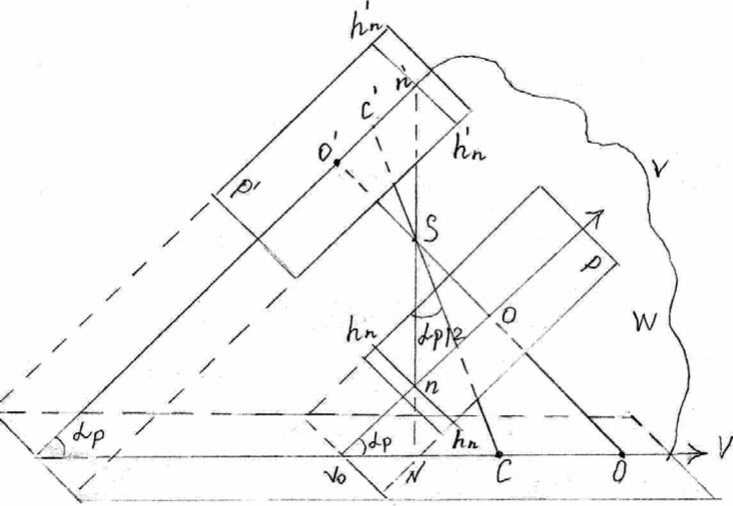 h'n
n'
c'
O'
h'n
p'
V
S
p
O
W
hn
αp/2
n
αp
αp
hn
V₀
N
C
O
V